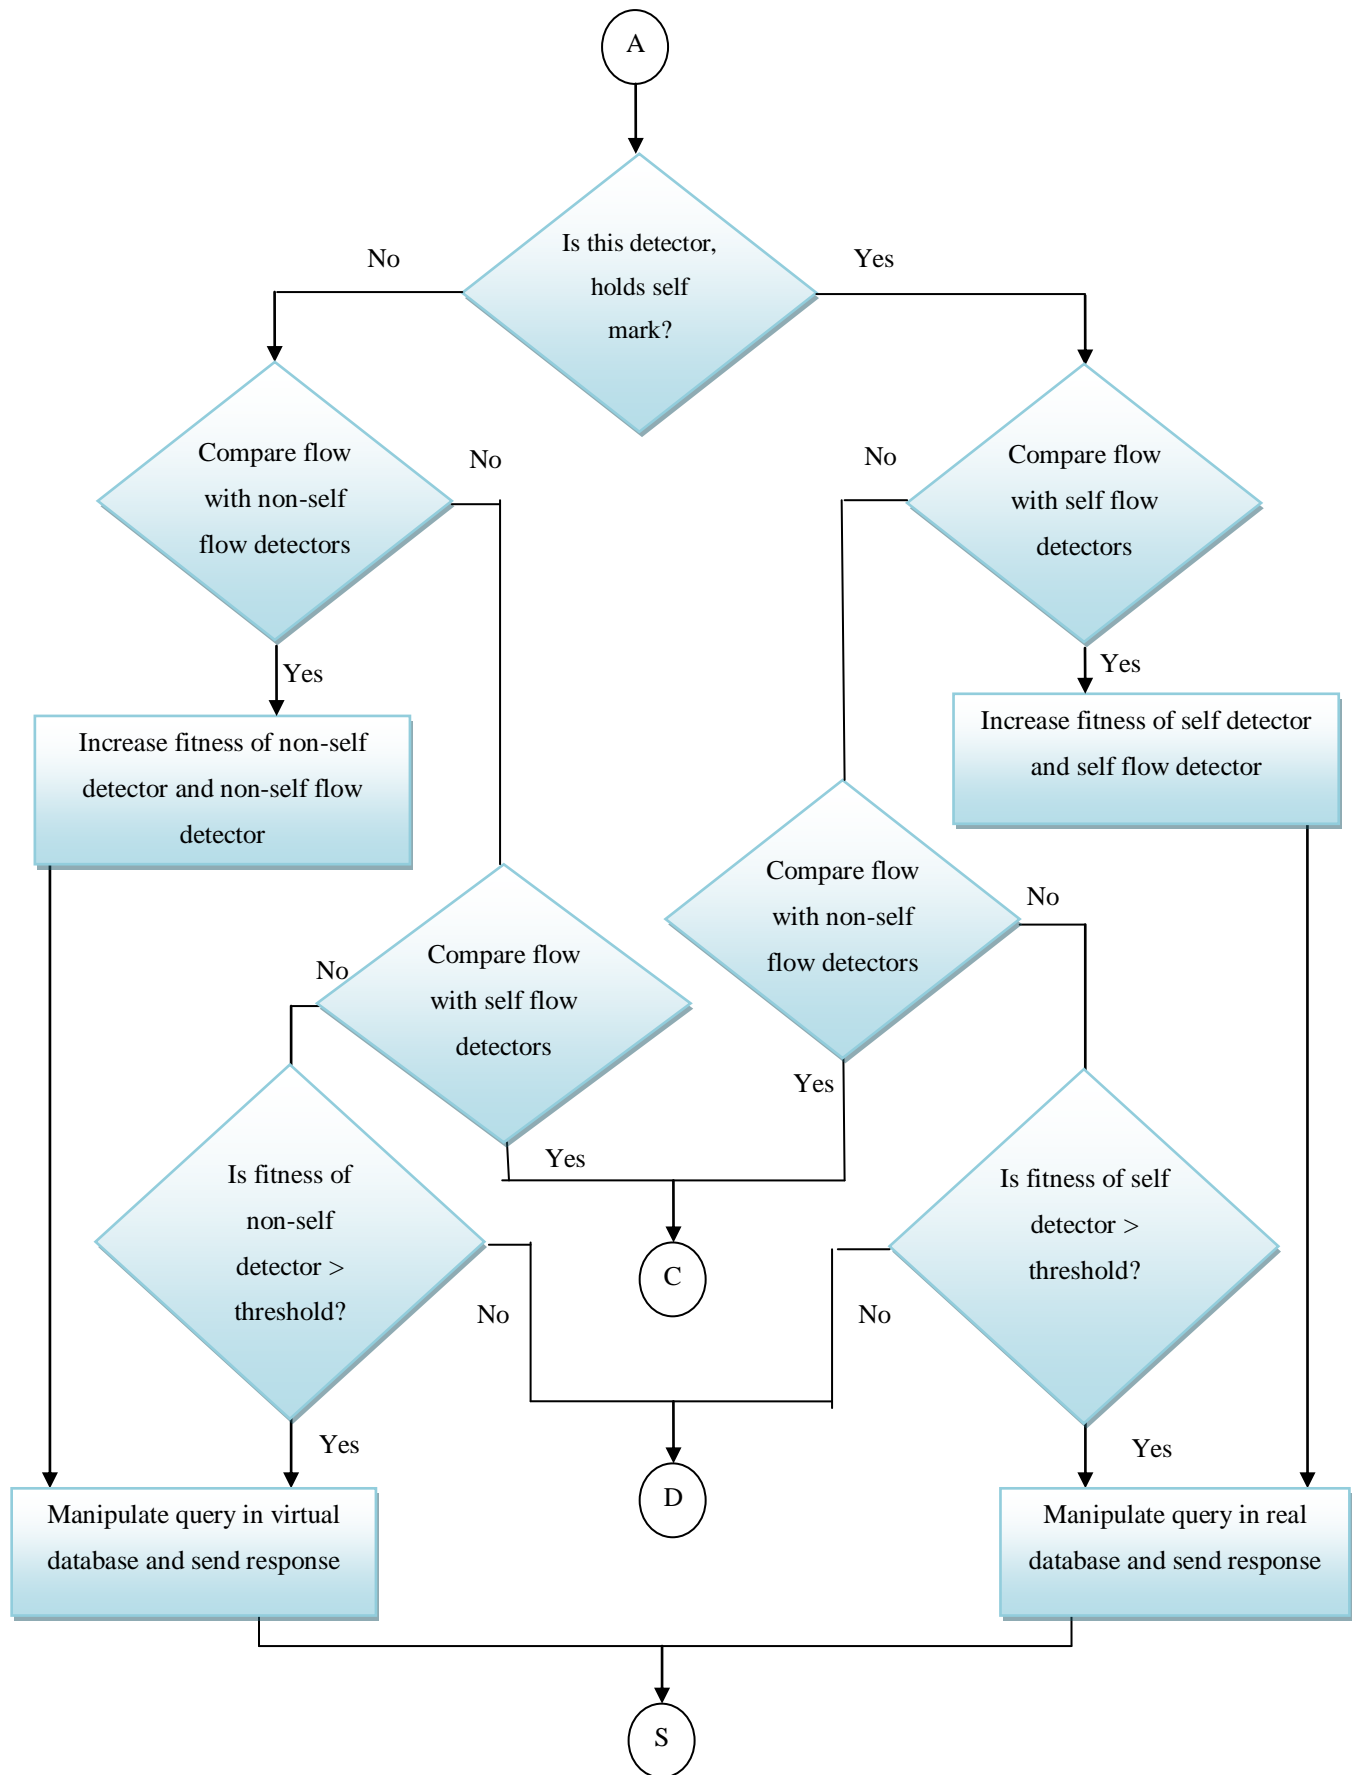 A
Is this detector,
holds self
mark?
No
Yes
Compare flow
with non-self
flow detectors
No
No
Compare flow
with self flow
detectors
Yes
Yes
Increase fitness of non-self
detector and non-self flow
detector
Increase fitness of self detector
and self flow detector
Compare flow
with self flow
detectors
No
Compare flow
with non-self
flow detectors
No
Yes
Yes
Is fitness of
non-self
detector >
threshold?
No
C
Is fitness of self
detector >
threshold?
No
Yes
Yes
D
Manipulate query in virtual
database and send response
Manipulate query in real
database and send response
S